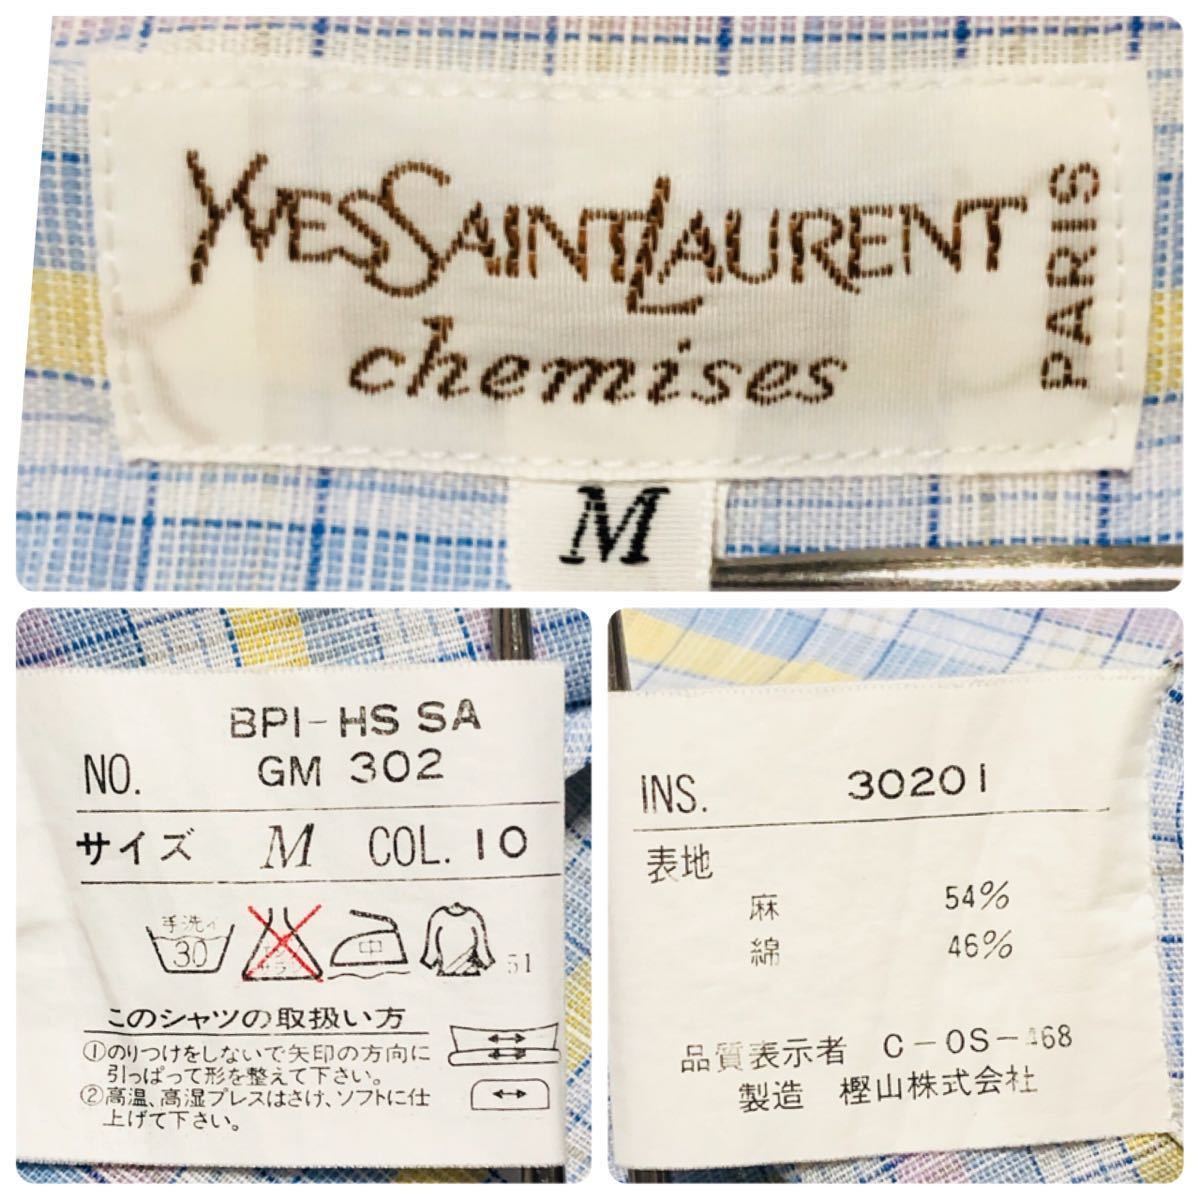 YVESSAINTLAURENT
PARIS
chemises
M
BPI-HS SA
NO. GM 302
サイズ M COL. 10
手洗イ
30
中
51
このシャツの取扱い方
①のりつけをしないで矢印の方向に
引っぱって形を整えて下さい。
②高温、高湿プレスはさけ、ソフトに仕
上げて下さい。
INS. 30201
表地
麻 54%
綿 46%
品質表示者 C-OS-468
製造 樫山株式会社